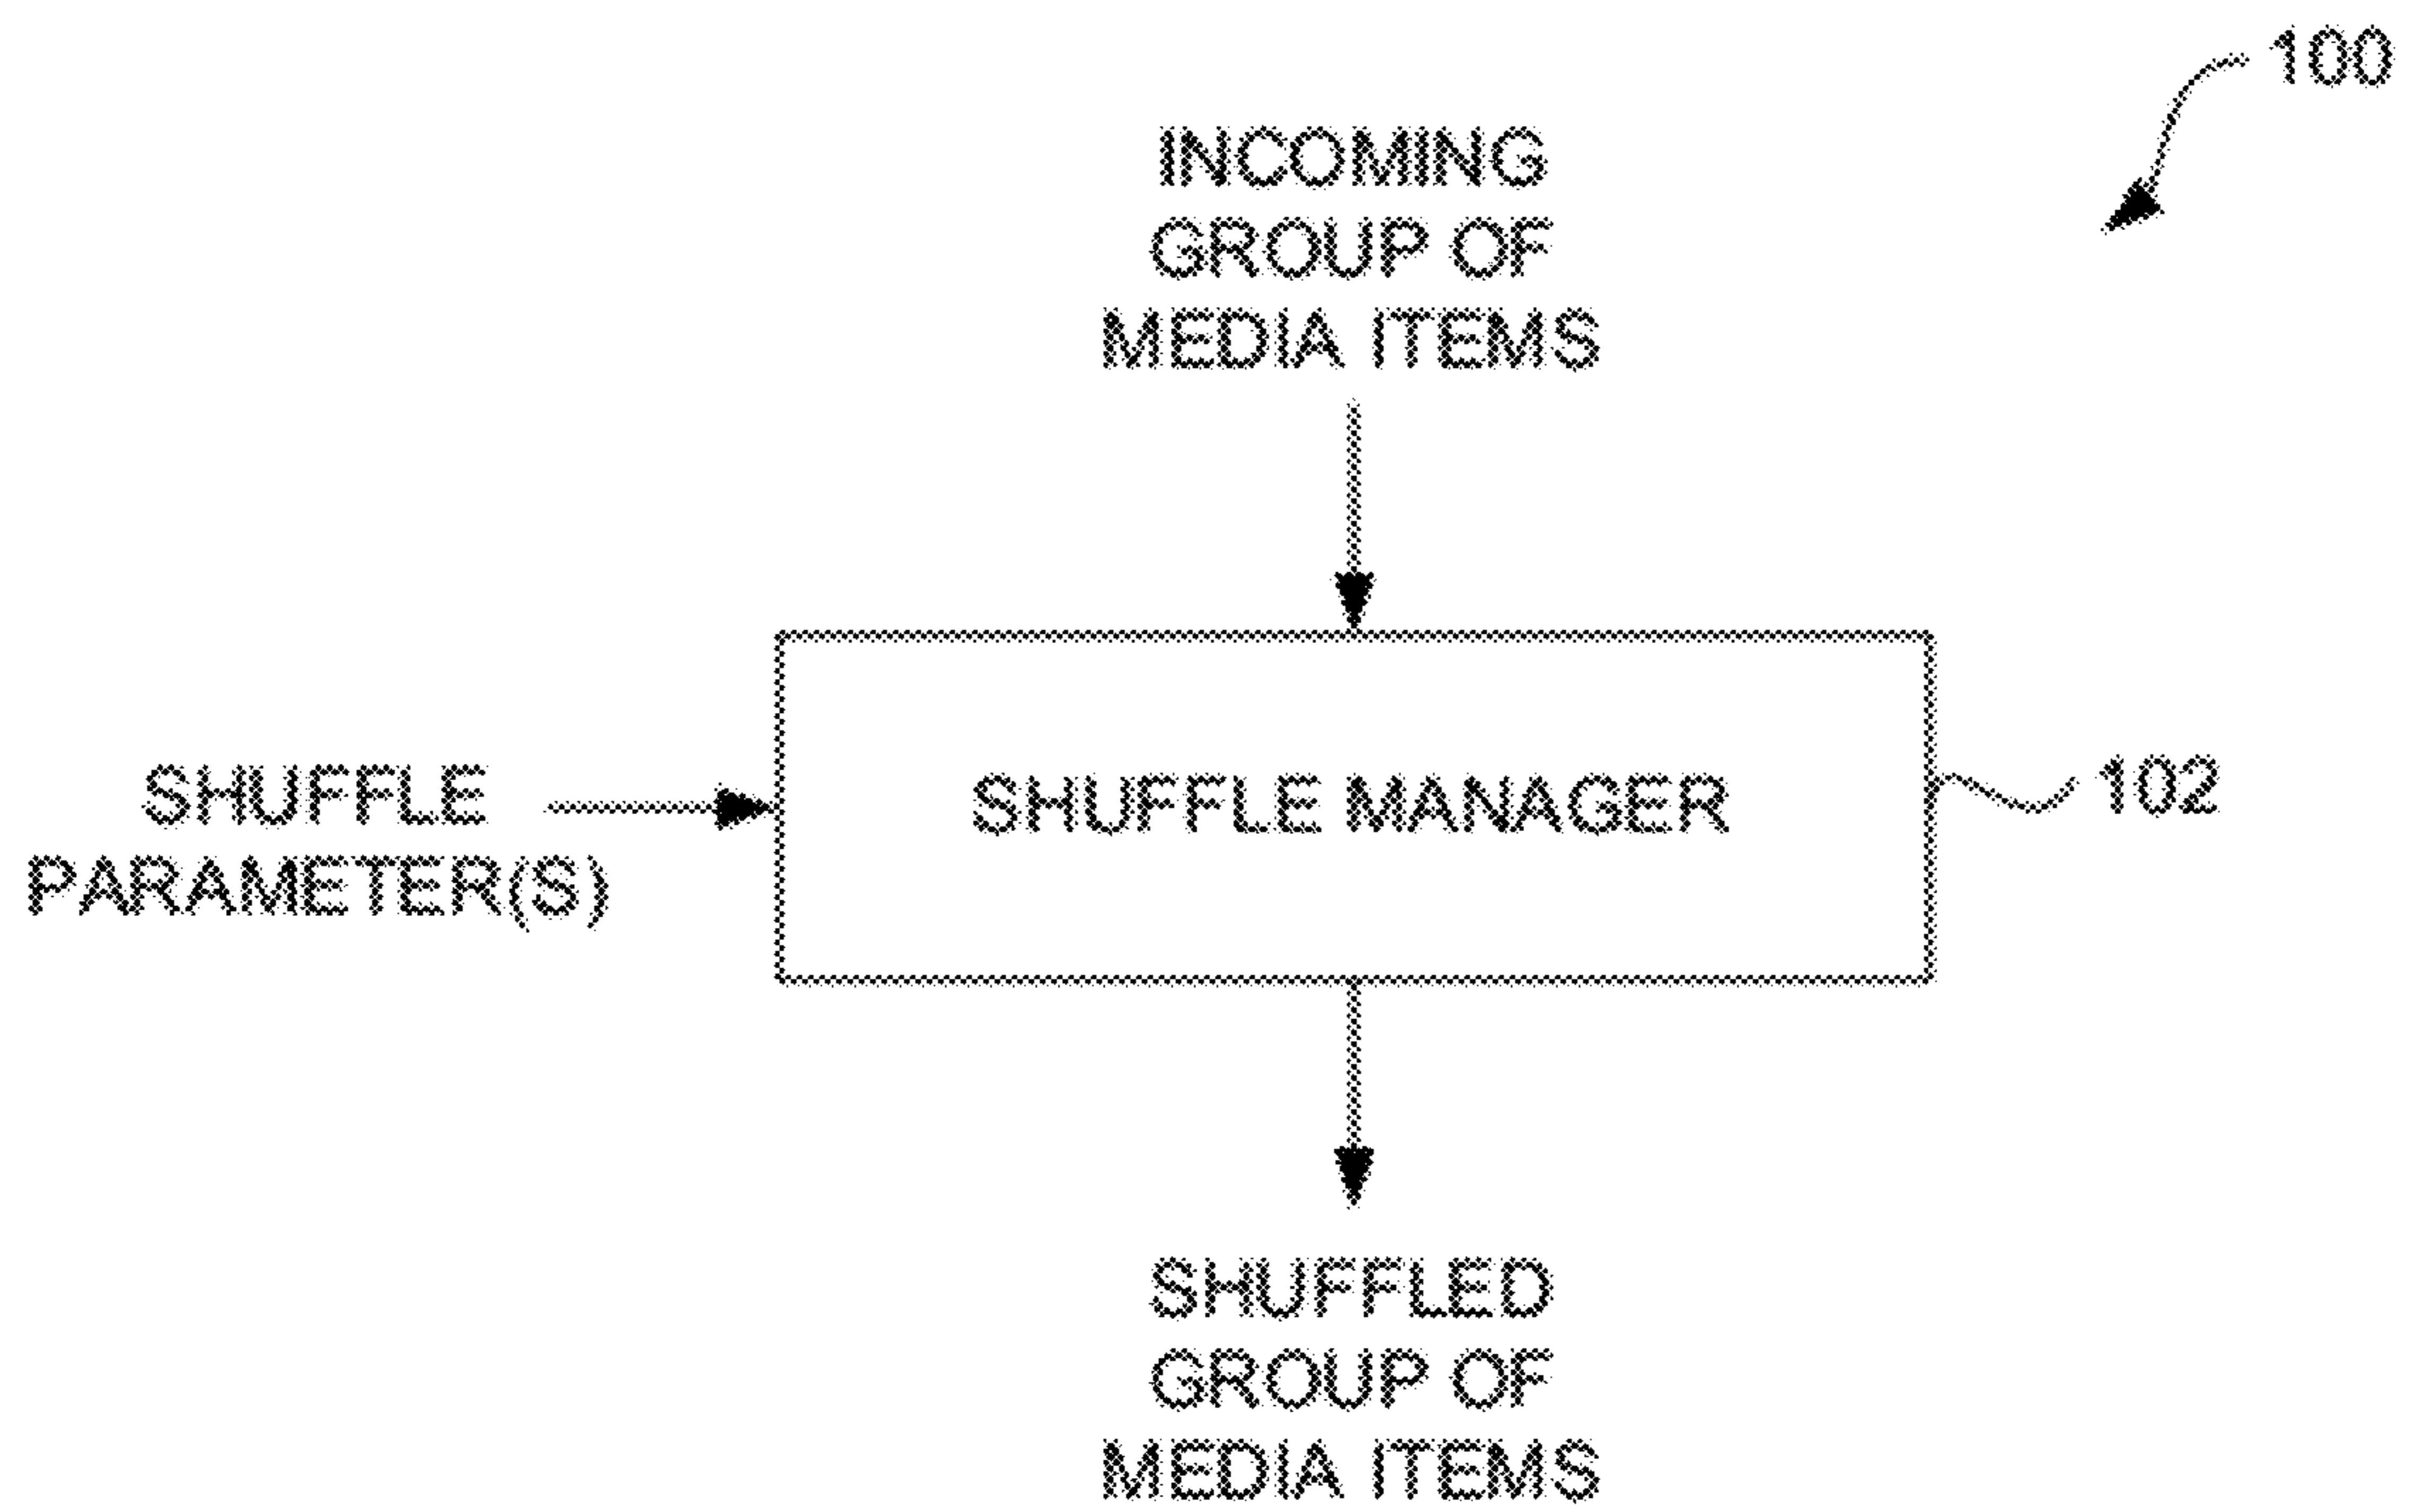 100
INCOMING
GROUP OF
MEDIA ITEMS
SHUFFLE
PARAMETER(S)
SHUFFLE MANAGER
102
SHUFFLED
GROUP OF
MEDIA ITEMS